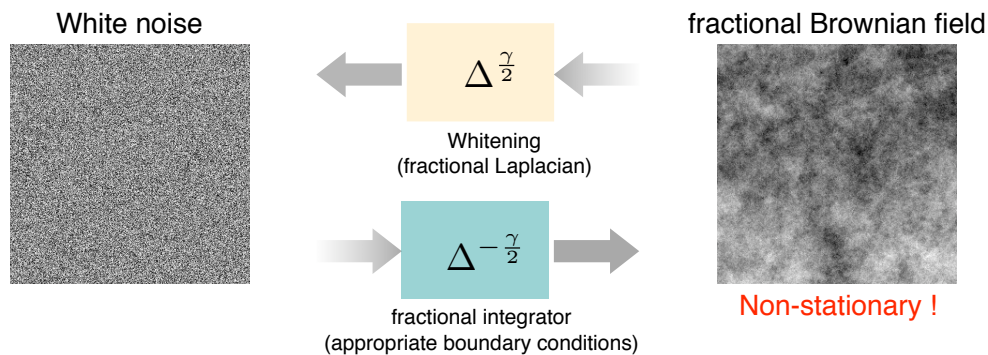 White noise
fractional Brownian field
Δ^{γ/2}
Whitening
(fractional Laplacian)
Δ^{-γ/2}
fractional integrator
(appropriate boundary conditions)
Non-stationary !